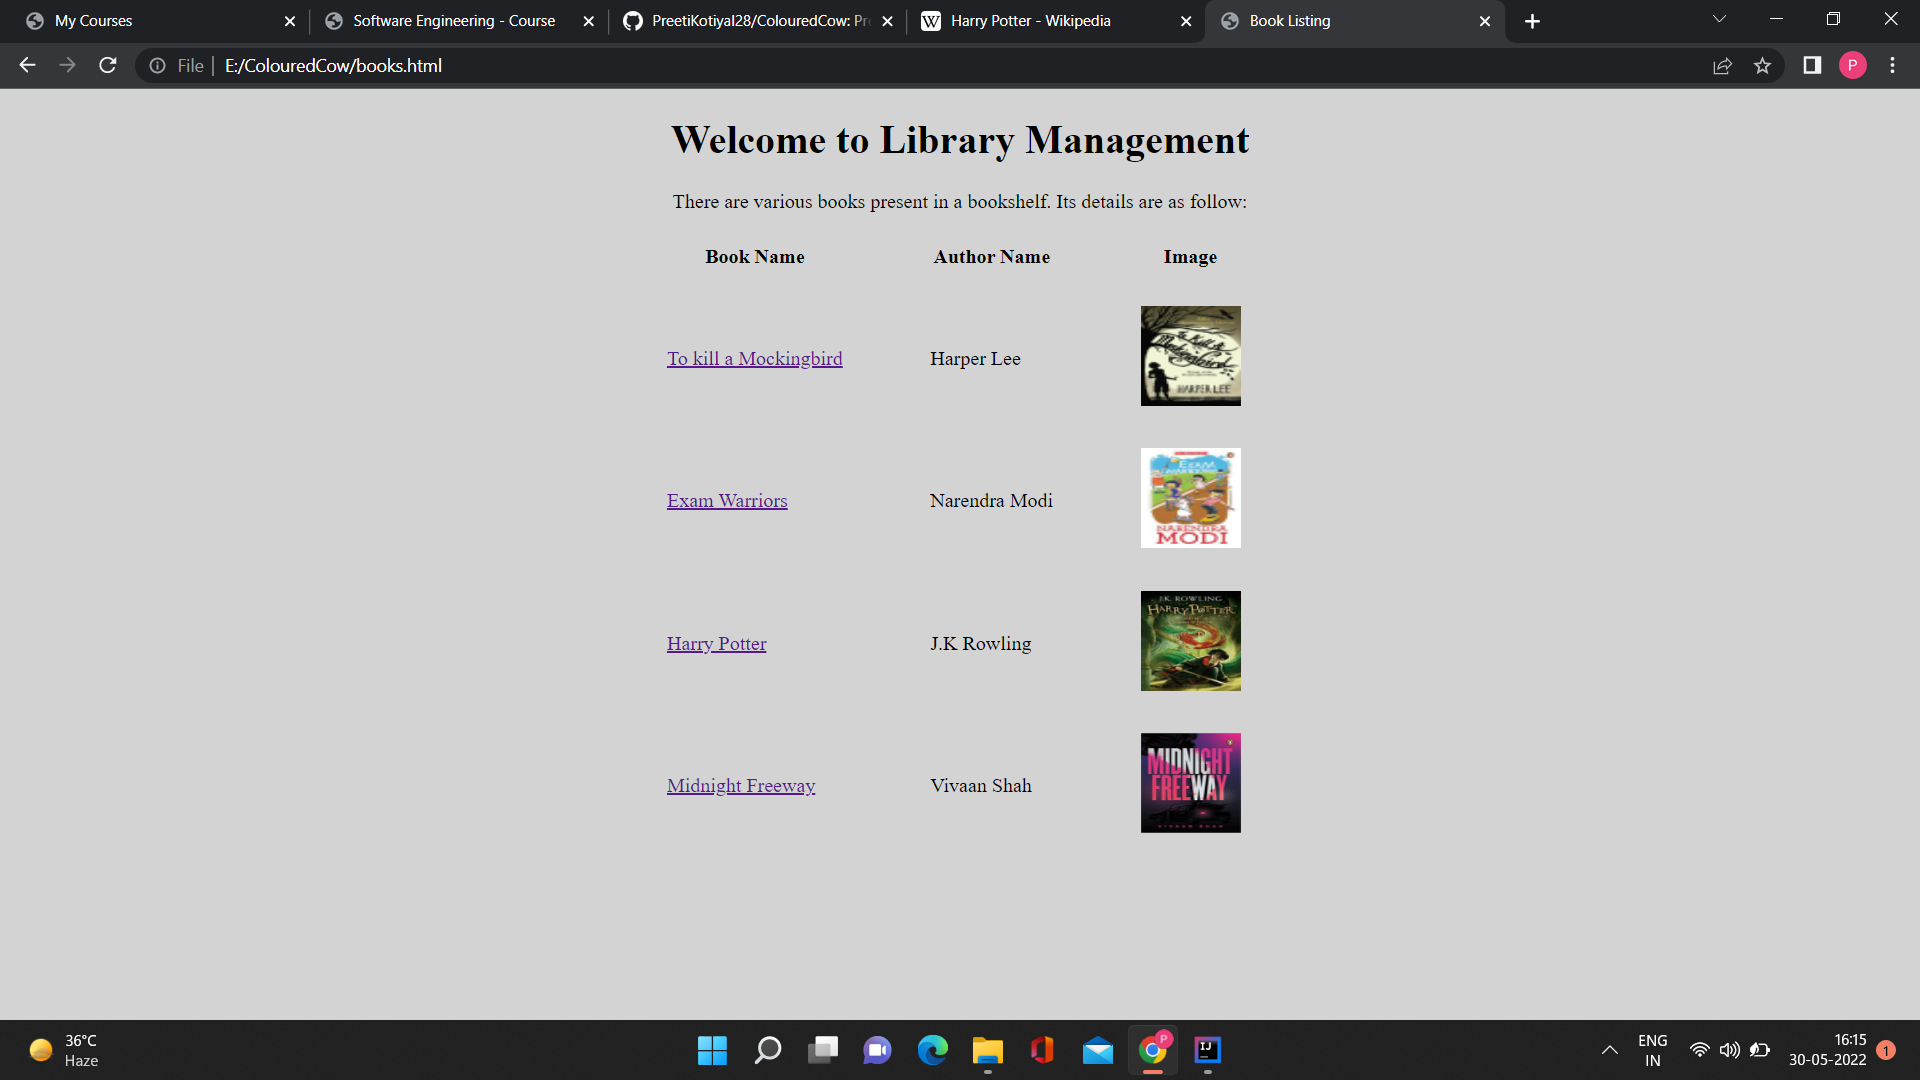 My Courses
Software Engineering - Course
PreetiKotiyal28/ColouredCow: Pre
Harry Potter - Wikipedia
Book Listing
File
E:/ColouredCow/books.html
P
Welcome to Library Management
There are various books present in a bookshelf. Its details are as follow:
Book Name Author Name Image
To kill a Mockingbird Harper Lee
To Kill a
Mockingbird
HARPER LEE
Exam Warriors Narendra Modi
EXAM
WARRIORS
NARENDRA
MODI
Harry Potter J.K Rowling
J.K. ROWLING
HARRY POTTER
Midnight Freeway Vivaan Shah
MIDNIGHT
FREEWAY
VIVAAN SHAH
36°C
Haze
P
IJ
ENG
IN
16:15
30-05-2022
1